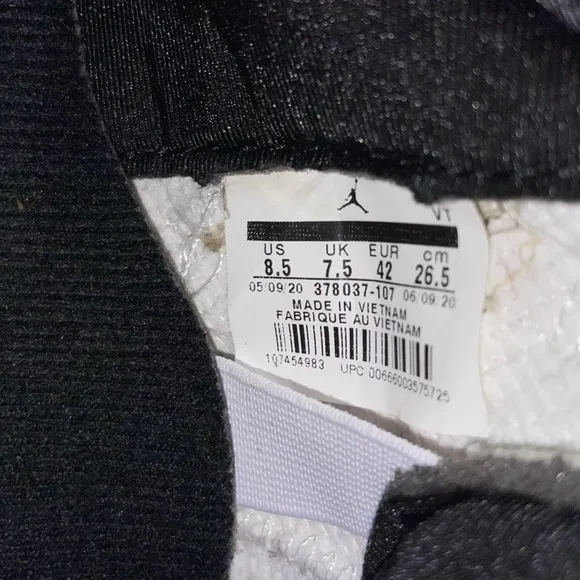 VT
US UK EUR cm
8.5 7.5 42 26.5
05/09/20 378037-107 06/09/20
MADE IN VIETNAM
FABRIQUE AU VIETNAM
107454983 UPC 00666003575725